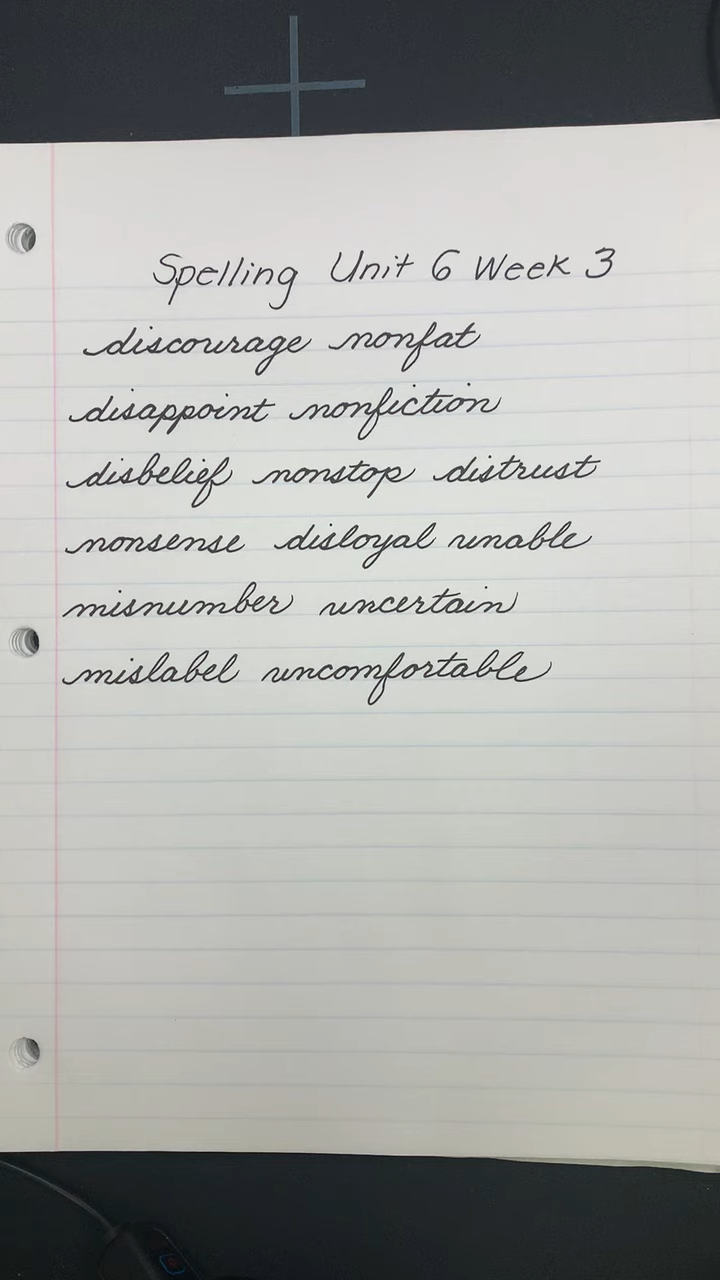 Spelling Unit 6 Week 3
discourage nonfat
disappoint nonfiction
disbelief nonstop distrust
nonsense disloyal unable
misnumber uncertain
mislabel uncomfortable